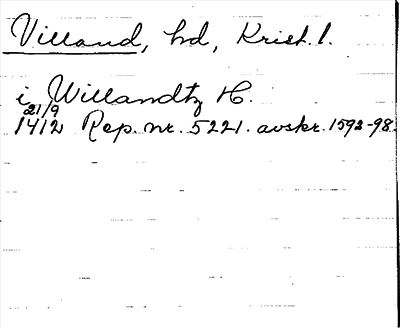 Villand, hd, Krist. l.
i Willandtz H.
21/9
1412 Rep. nr. 5221. avskr. 1592-98.